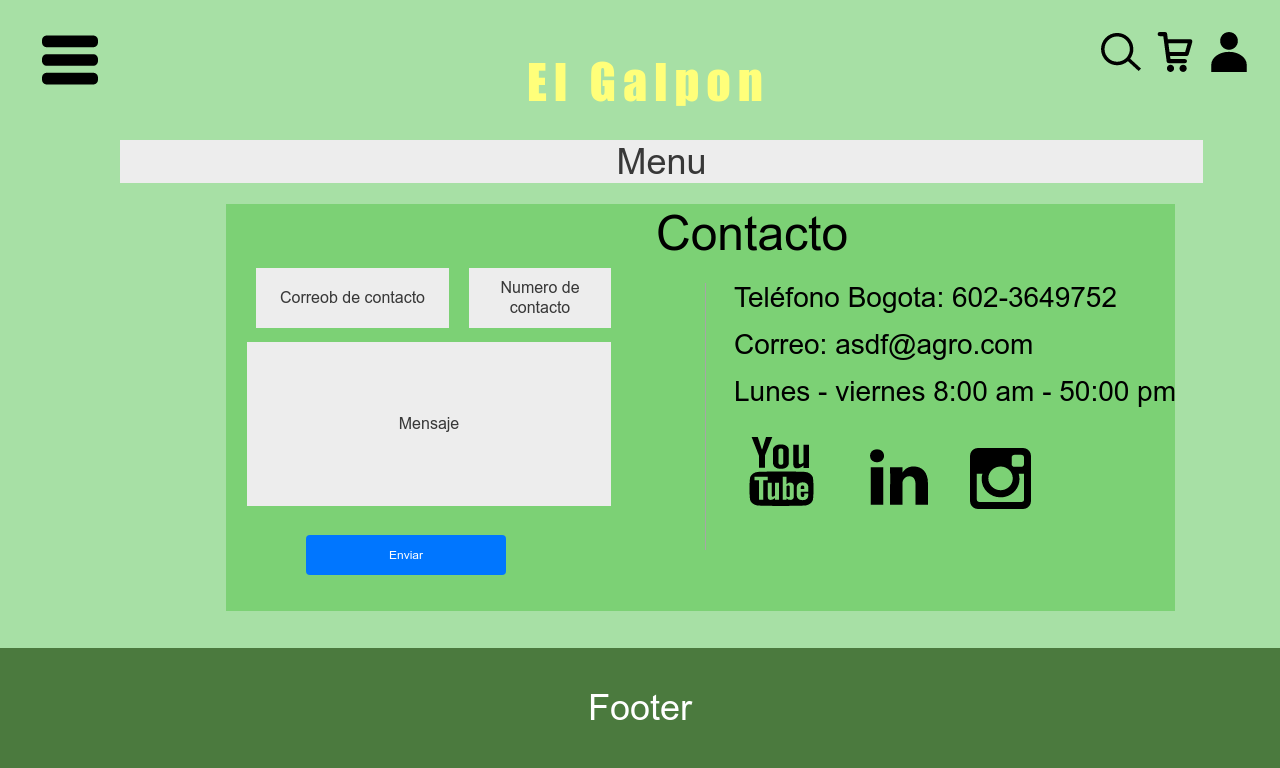 El Galpon
Menu
Contacto
Correob de contacto
Numero de
contacto
Mensaje
Enviar
Teléfono Bogota: 602-3649752
Correo: asdf@agro.com
Lunes - viernes 8:00 am - 50:00 pm
You
Tube
in
Footer